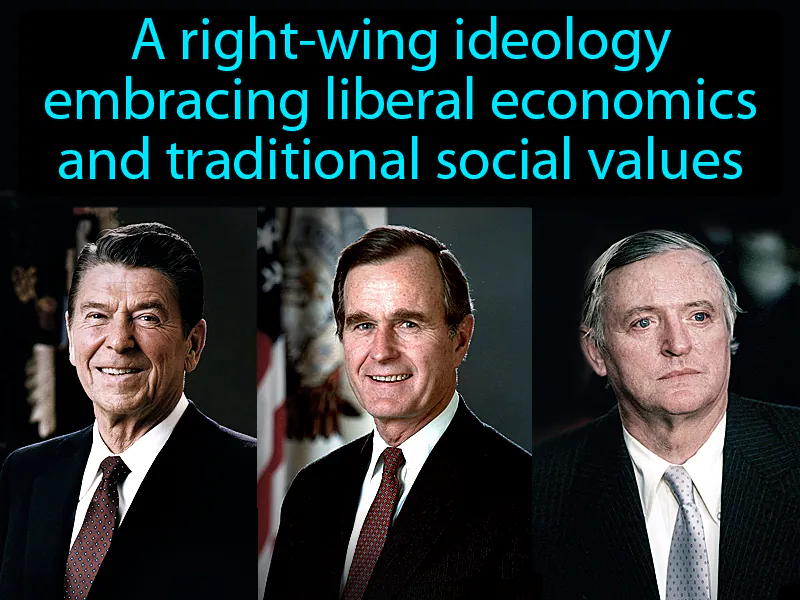 A right-wing ideology
embracing liberal economics
and traditional social values